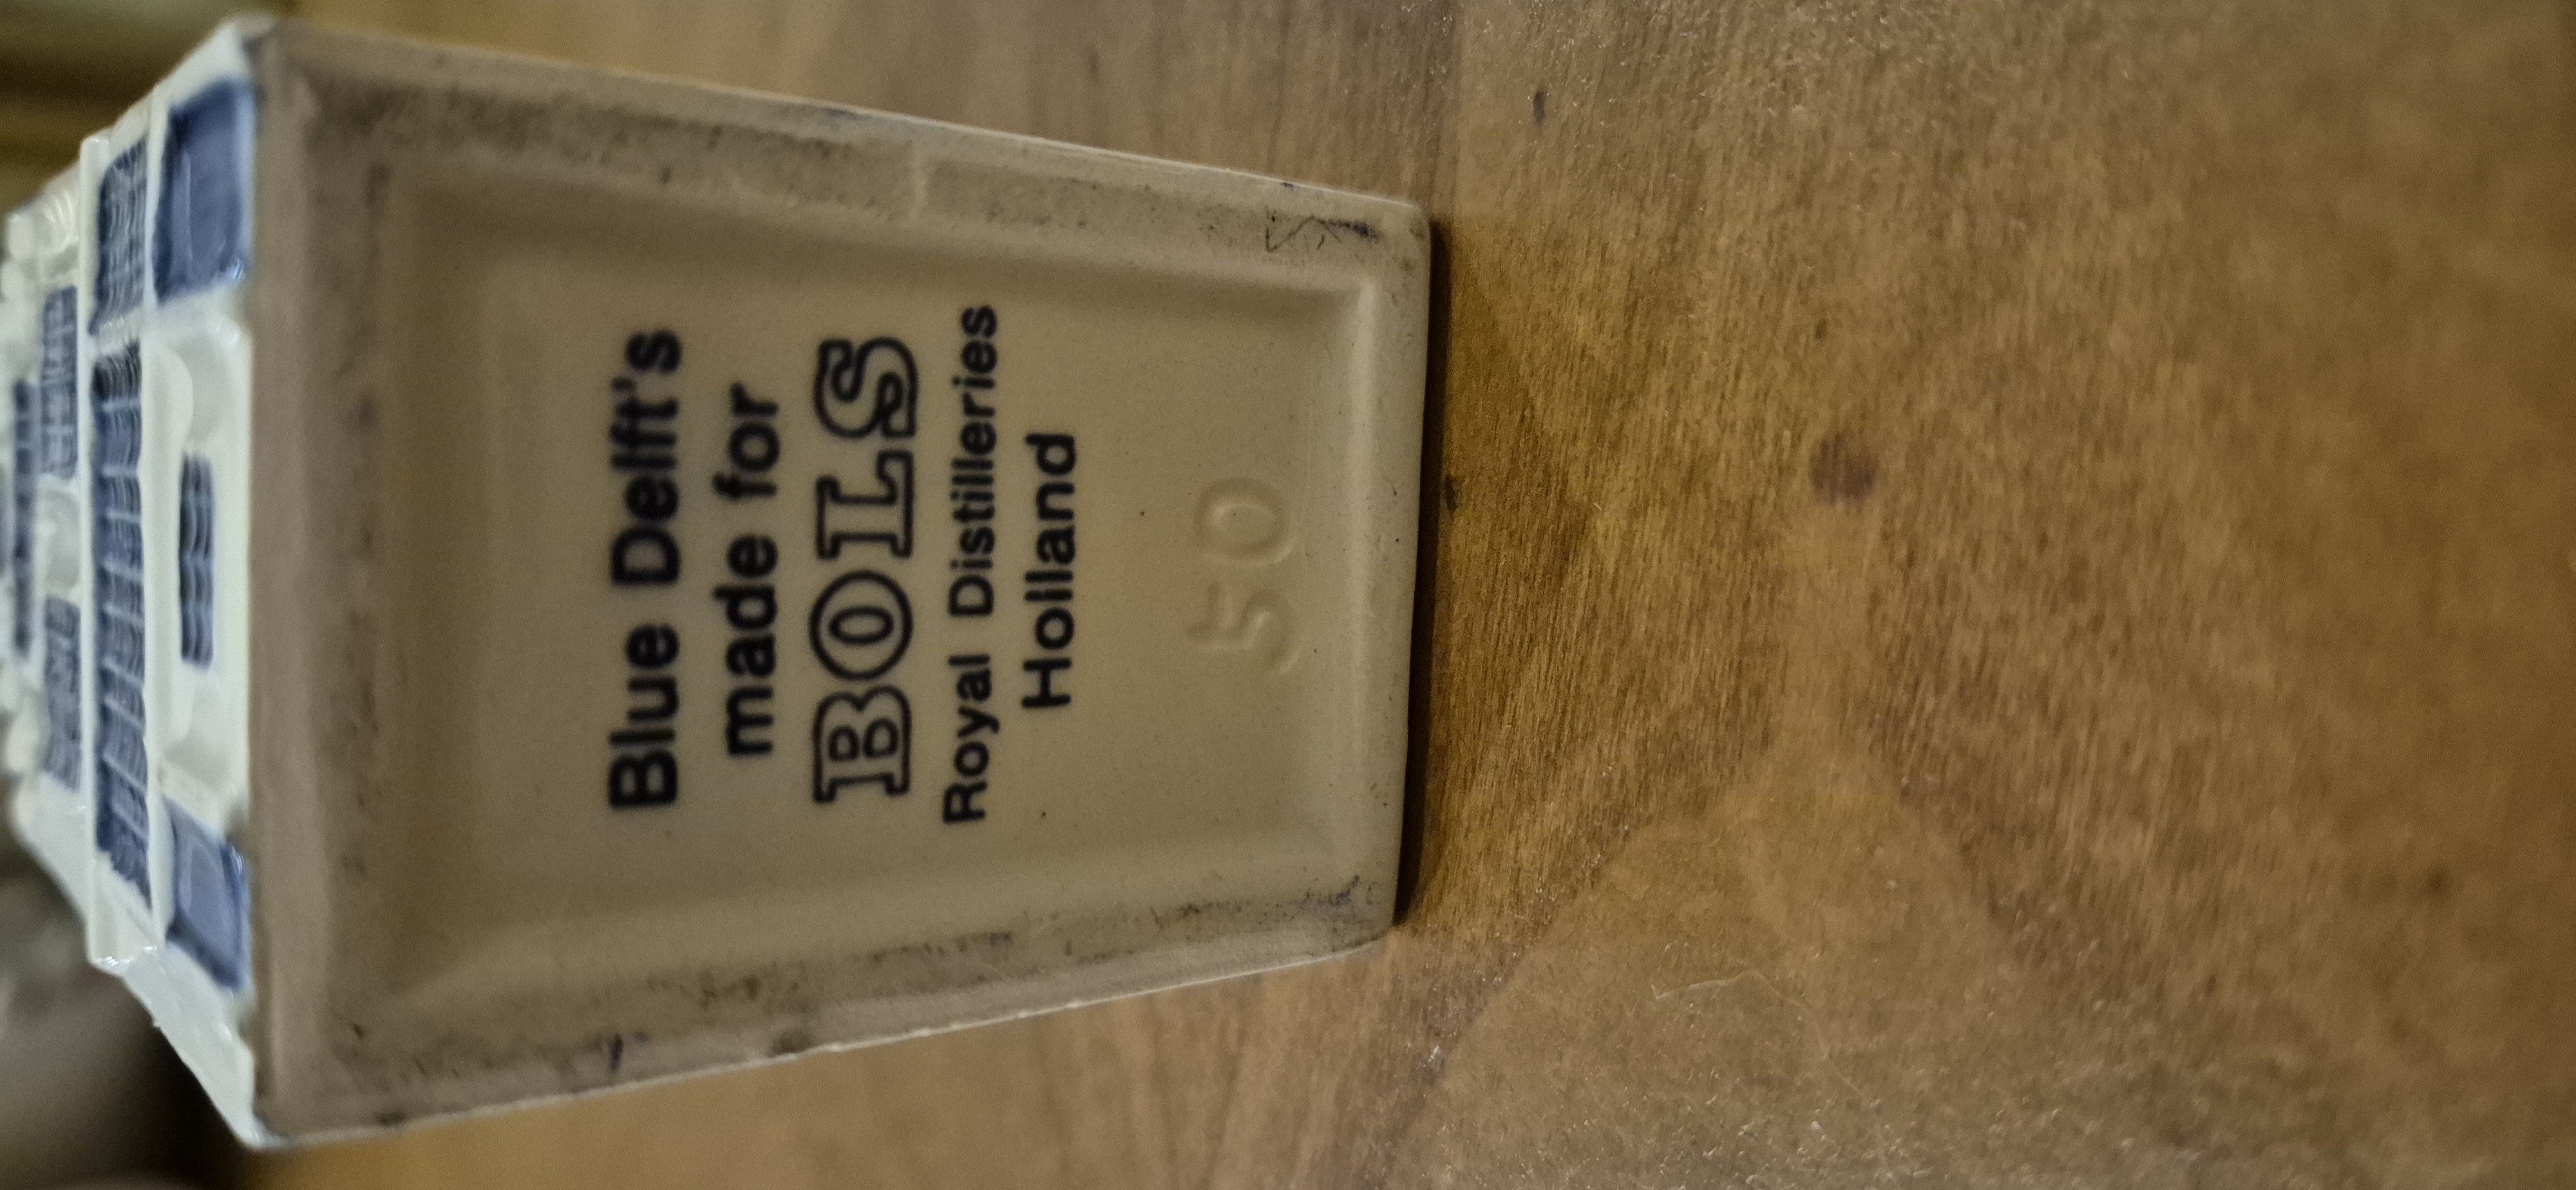 Blue Delft's
made for
BOLS
Royal Distilleries
Holland
50